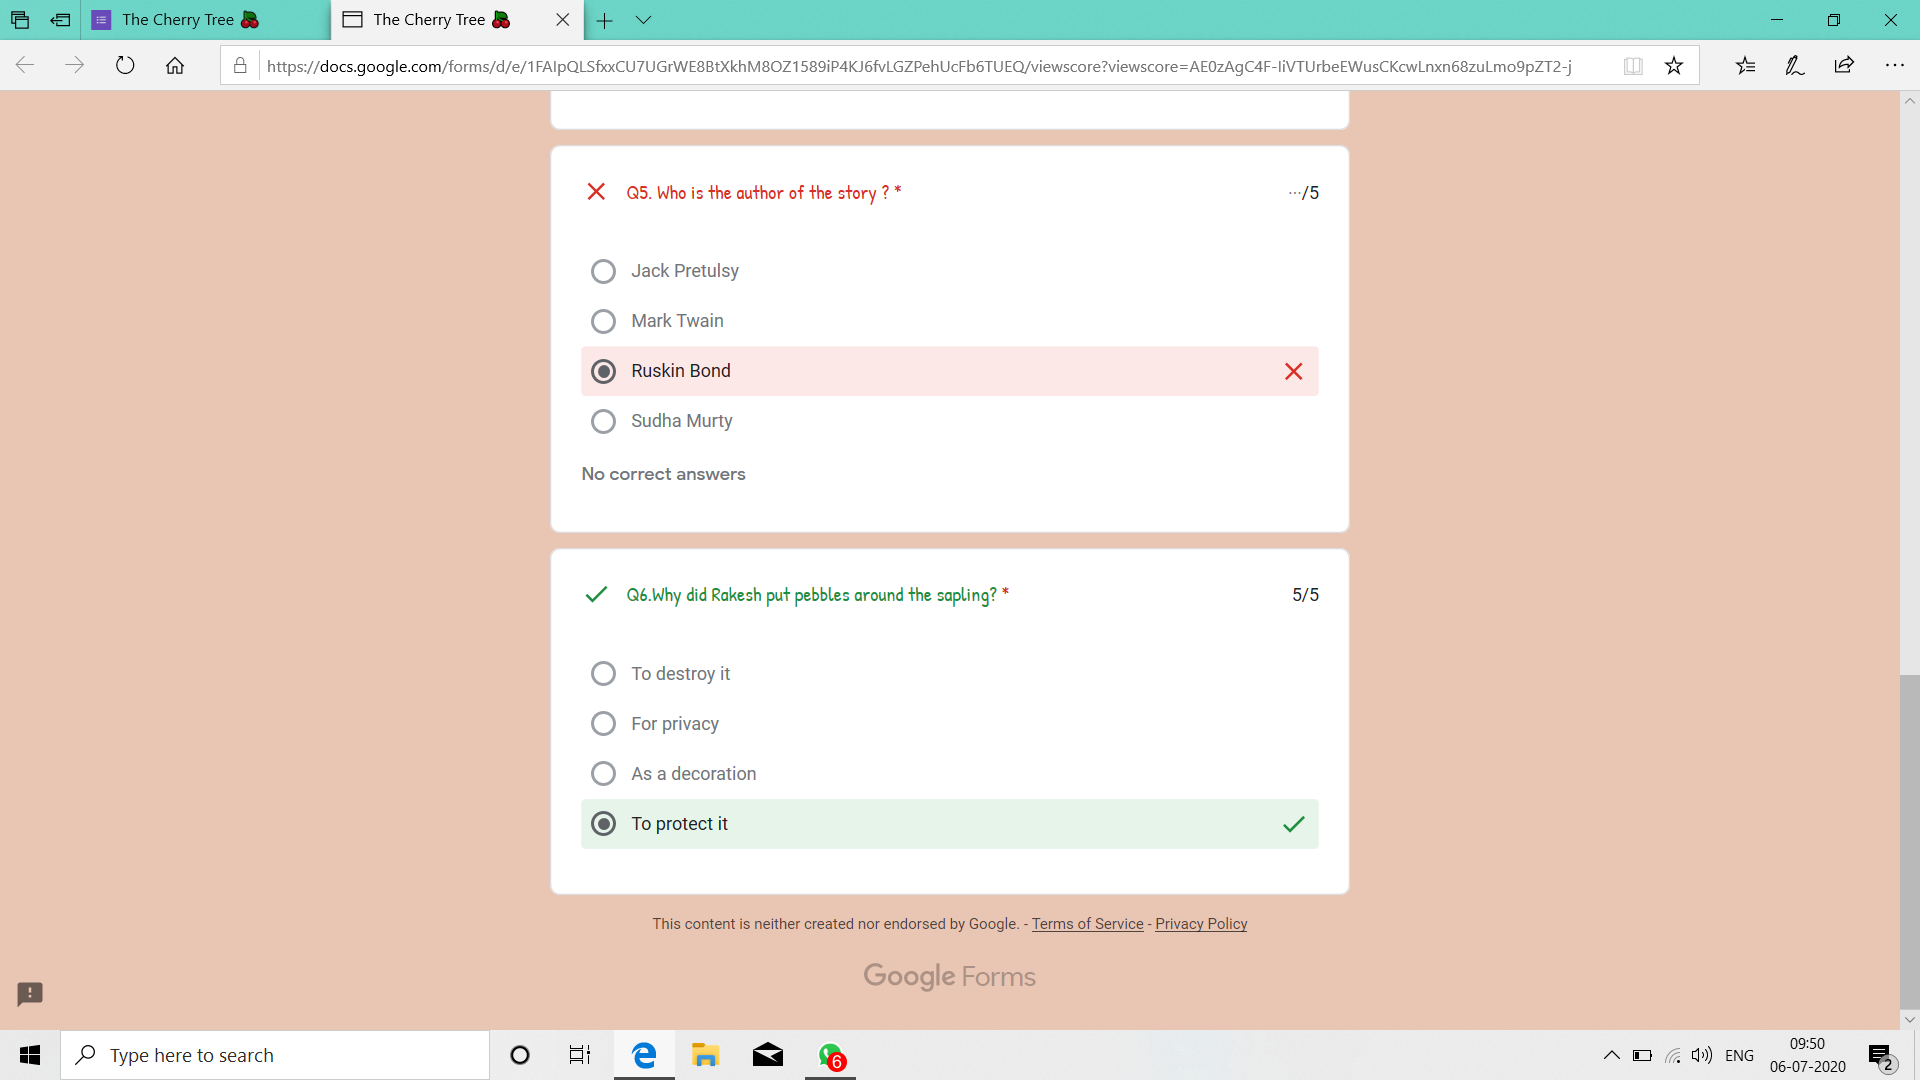 The Cherry Tree
The Cherry Tree
https://docs.google.com/forms/d/e/1FAIpQLSfxxCU7UGrWE8BtXkhM8OZ1589iP4KJ6fvLGZPehUcFb6TUEQ/viewscore?viewscore=AE0zAgC4F-IiVTUrbeEWusCKcwLnxn68zuLmo9pZT2-j
Q5. Who is the author of the story ? * ···/5
Jack Pretulsy
Mark Twain
Ruskin Bond
Sudha Murty
No correct answers
Q6.Why did Rakesh put pebbles around the sapling? * 5/5
To destroy it
For privacy
As a decoration
To protect it
This content is neither created nor endorsed by Google. - Terms of Service - Privacy Policy
Google Forms
Type here to search
6
ENG
09:50
06-07-2020
2